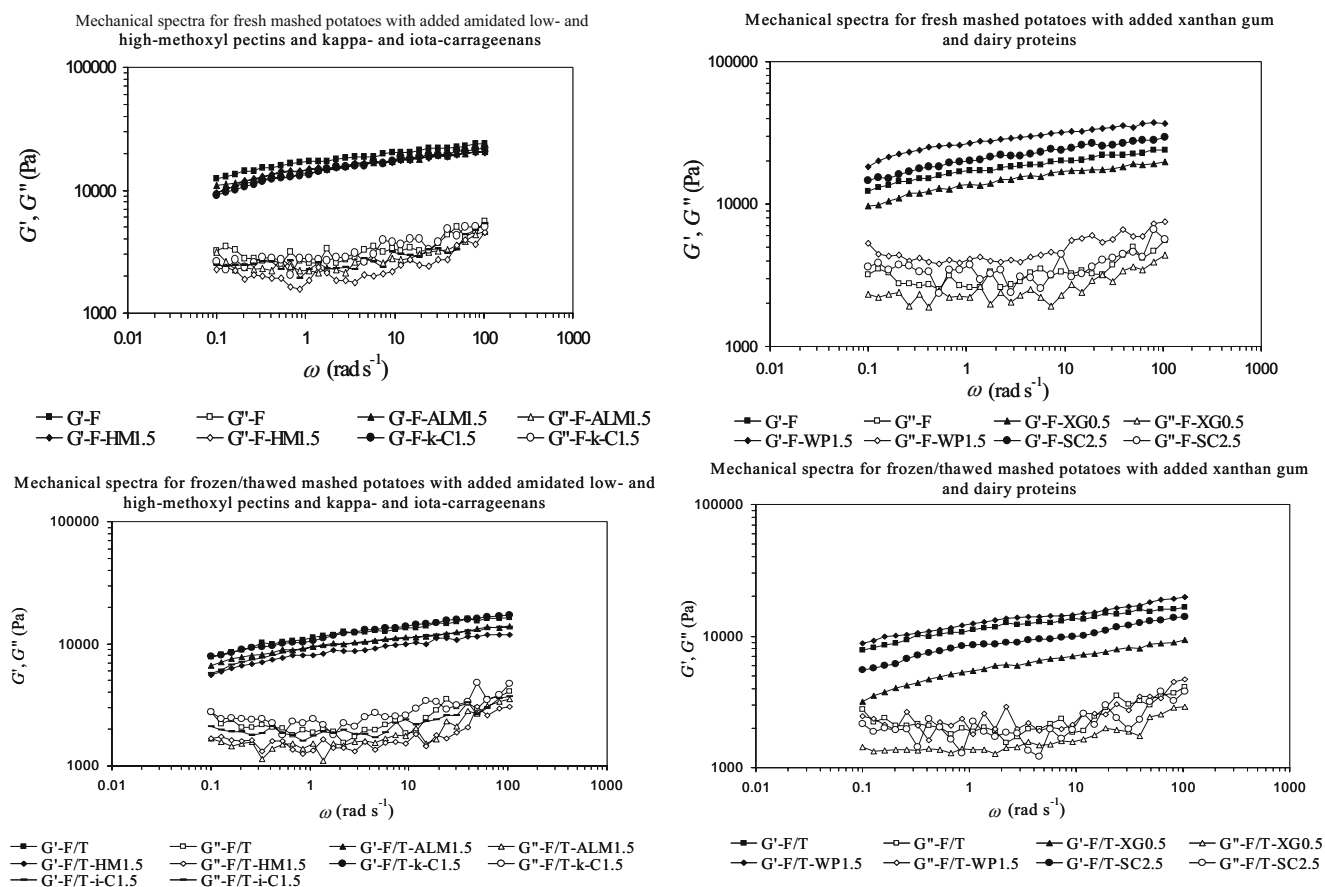 Mechanical spectra for fresh mashed potatoes with added amidated low- and
high-methoxyl pectins and kappa- and iota-carrageenans
100000
10000
1000
G', G'' (Pa)
0.01 0.1 1 10 100 1000
ω (rad s-1)
G'-F G''-F G'-F-ALM1.5 G''-F-ALM1.5
G'-F-HM1.5 G''-F-HM1.5 G'-F-k-C1.5 G''-F-k-C1.5
Mechanical spectra for fresh mashed potatoes with added xanthan gum
and dairy proteins
100000
10000
1000
G', G'' (Pa)
0.01 0.1 1 10 100 1000
ω (rad s-1)
G'-F G''-F G'-F-XG0.5 G''-F-XG0.5
G'-F-WP1.5 G''-F-WP1.5 G'-F-SC2.5 G''-F-SC2.5
Mechanical spectra for frozen/thawed mashed potatoes with added amidated low- and
high-methoxyl pectins and kappa- and iota-carrageenans
100000
10000
1000
G', G'' (Pa)
0.01 0.1 1 10 100 1000
ω (rad s-1)
G'-F/T G''-F/T G'-F/T-ALM1.5 G''-F/T-ALM1.5
G'-F/T-HM1.5 G''-F/T-HM1.5 G'-F/T-k-C1.5 G''-F/T-k-C1.5
G'-F/T-i-C1.5 G''-F/T-i-C1.5
Mechanical spectra for frozen/thawed mashed potatoes with added xanthan gum
and dairy proteins
100000
10000
1000
G', G'' (Pa)
0.01 0.1 1 10 100 1000
ω (rad s-1)
G'-F/T G''-F/T G'-F/T-XG0.5 G''-F/T-XG0.5
G'-F/T-WP1.5 G''-F/T-WP1.5 G'-F/T-SC2.5 G''-F/T-SC2.5